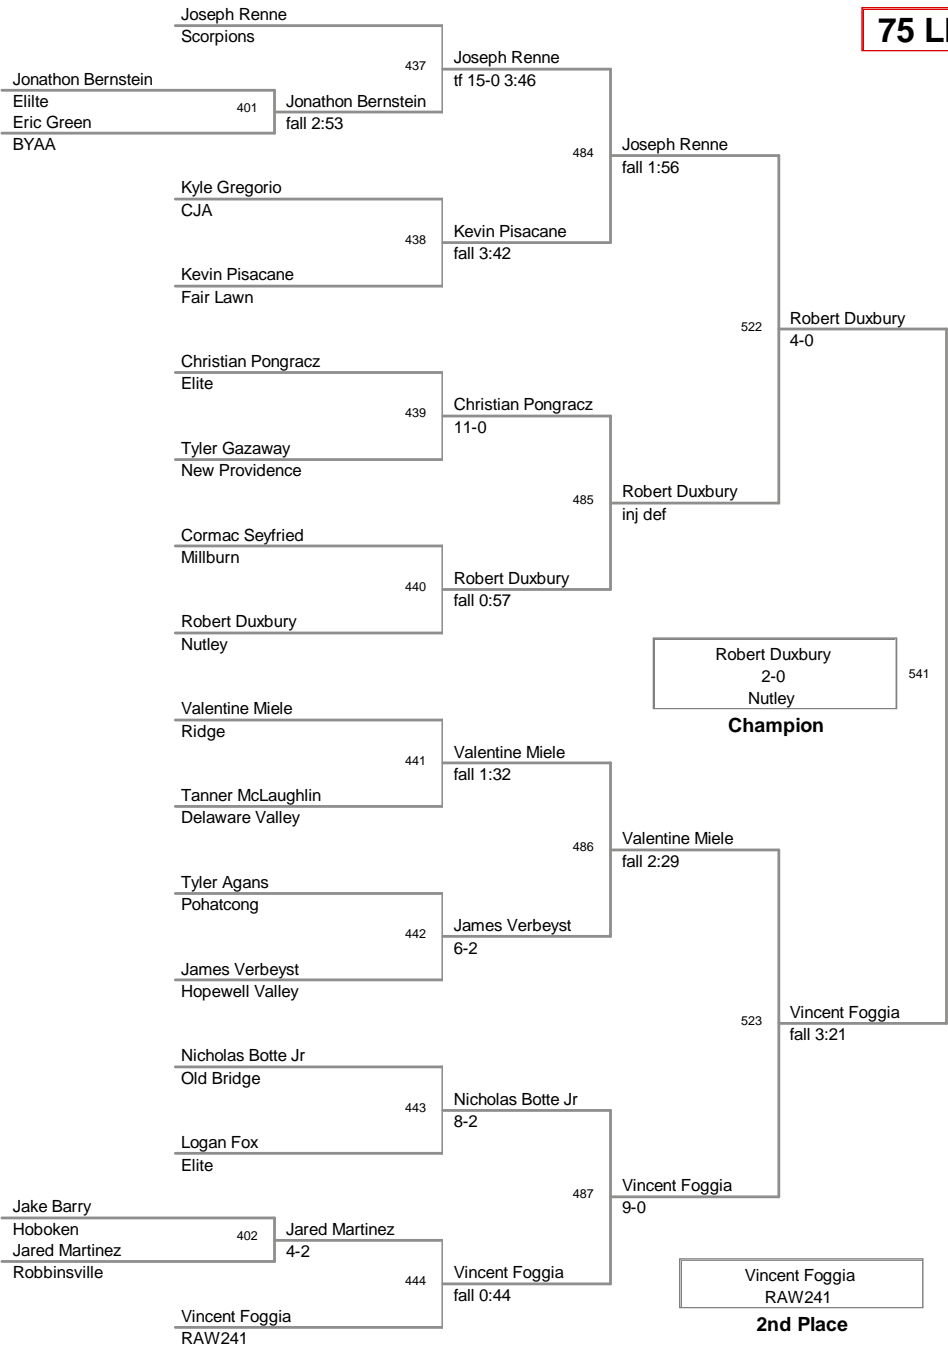 Joseph Renne
Scorpions
75 L
437
Joseph Renne
tf 15-0 3:46
Jonathon Bernstein
Elilte
401
Jonathon Bernstein
fall 2:53
Eric Green
BYAA
484
Joseph Renne
fall 1:56
Kyle Gregorio
CJA
438
Kevin Pisacane
fall 3:42
Kevin Pisacane
Fair Lawn
522
Robert Duxbury
4-0
Christian Pongracz
Elite
439
Christian Pongracz
11-0
Tyler Gazaway
New Providence
485
Robert Duxbury
inj def
Cormac Seyfried
Millburn
440
Robert Duxbury
fall 0:57
Robert Duxbury
Nutley
Robert Duxbury
2-0
Nutley
541
Champion
Valentine Miele
Ridge
441
Valentine Miele
fall 1:32
Tanner McLaughlin
Delaware Valley
486
Valentine Miele
fall 2:29
Tyler Agans
Pohatcong
442
James Verbeyst
6-2
James Verbeyst
Hopewell Valley
523
Vincent Foggia
fall 3:21
Nicholas Botte Jr
Old Bridge
443
Nicholas Botte Jr
8-2
Logan Fox
Elite
487
Vincent Foggia
9-0
Jake Barry
Hoboken
402
Jared Martinez
4-2
Jared Martinez
Robbinsville
444
Vincent Foggia
fall 0:44
Vincent Foggia
RAW241
Vincent Foggia
RAW241
2nd Place